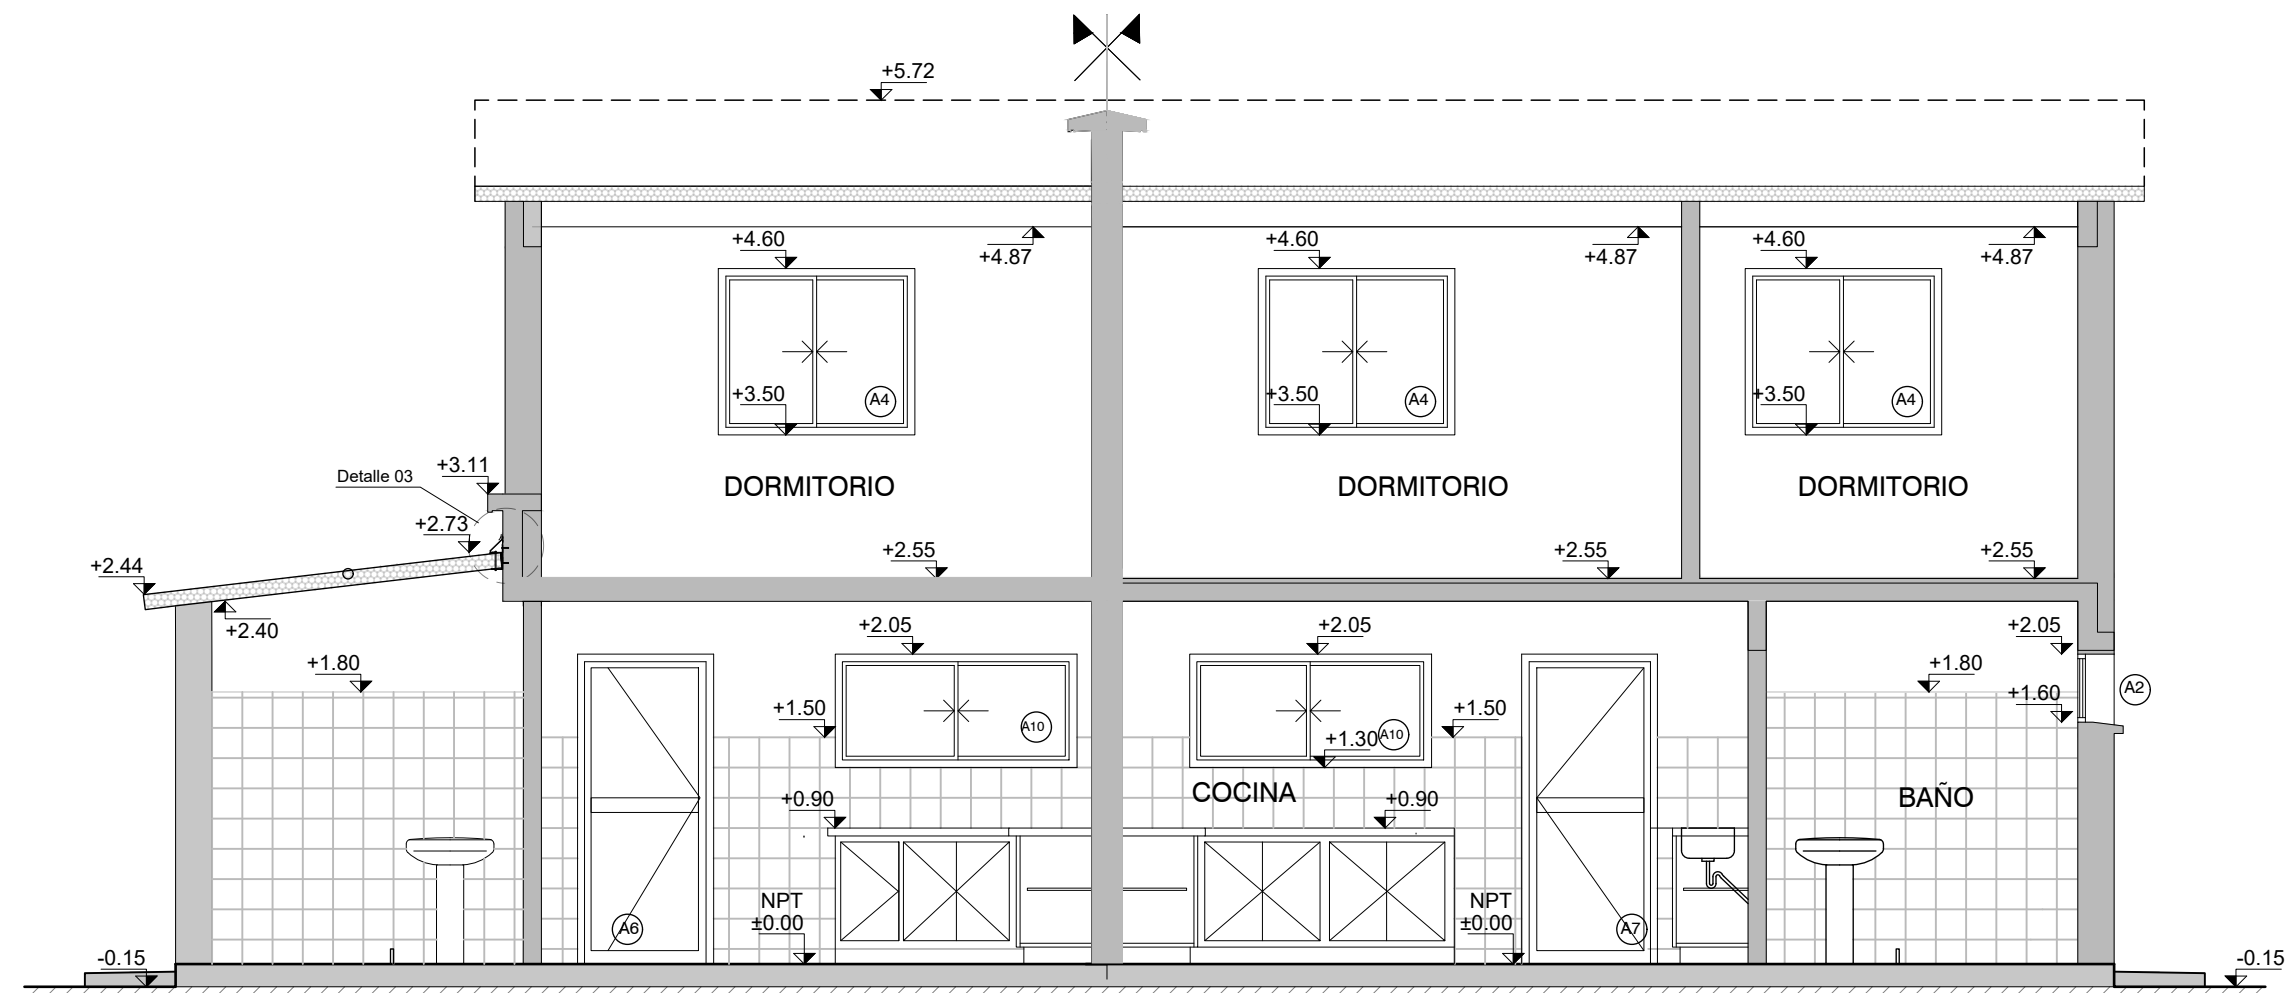 +5.72
+4.60
+4.87
+4.60
+4.87
+4.60
+4.87
+3.50
A4
+3.50
A4
+3.50
A4
Detalle 03
+3.11
DORMITORIO
DORMITORIO
DORMITORIO
+2.73
+2.44
+2.55
+2.55
+2.55
+2.40
+2.05
+2.05
+2.05
+1.80
+1.80
+1.60
A2
+1.50
A10
+1.30
A10
+1.50
COCINA
BAÑO
+0.90
+0.90
NPT
±0.00
NPT
±0.00
A6
A7
-0.15
-0.15